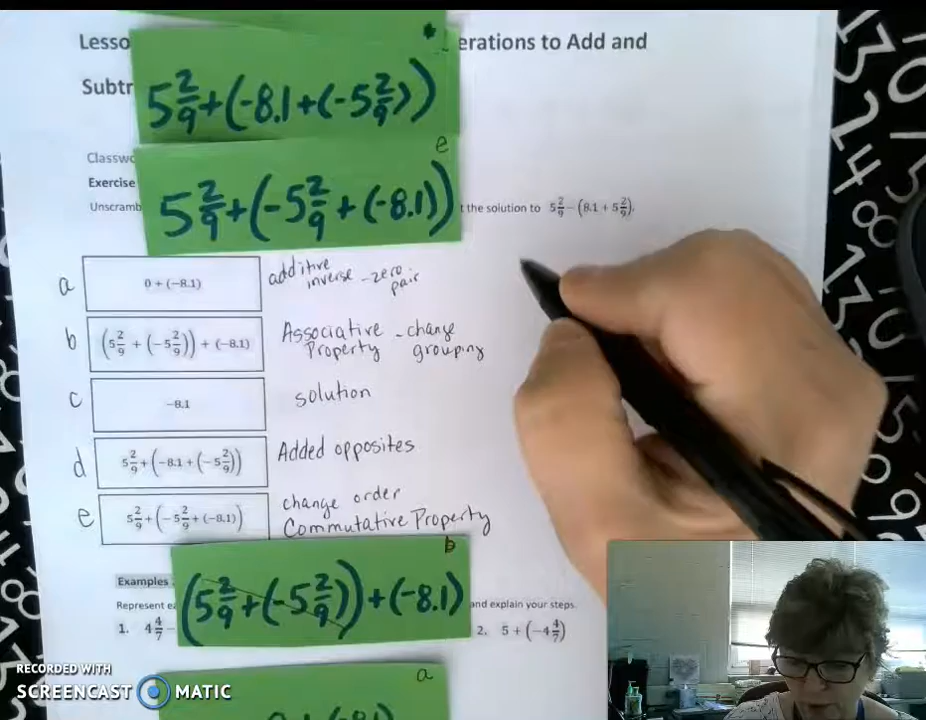 Lesso erations to Add and
Subtr
5 2/9 + (-8.1 + (-5 2/9))
e
Classwo
Exercise
5 2/9 + (-5 2/9 + (-8.1))
Unscramb t the solution to 5 2/9 − (8.1 + 5 2/9).
a 0 + (−8.1) additive inverse - zero pair
b (5 2/9 + (−5 2/9)) + (−8.1) Associative Property - change grouping
c −8.1 solution
d 5 2/9 + (−8.1 + (−5 2/9)) Added opposites
e 5 2/9 + (−5 2/9 + (−8.1)) change order Commutative Property
b
Examples
(5 2/9 + (-5 2/9)) + (-8.1)
Represent ea and explain your steps.
1. 4 4/7 − 2. 5 + (−4 4/7)
a
RECORDED WITH
SCREENCAST MATIC